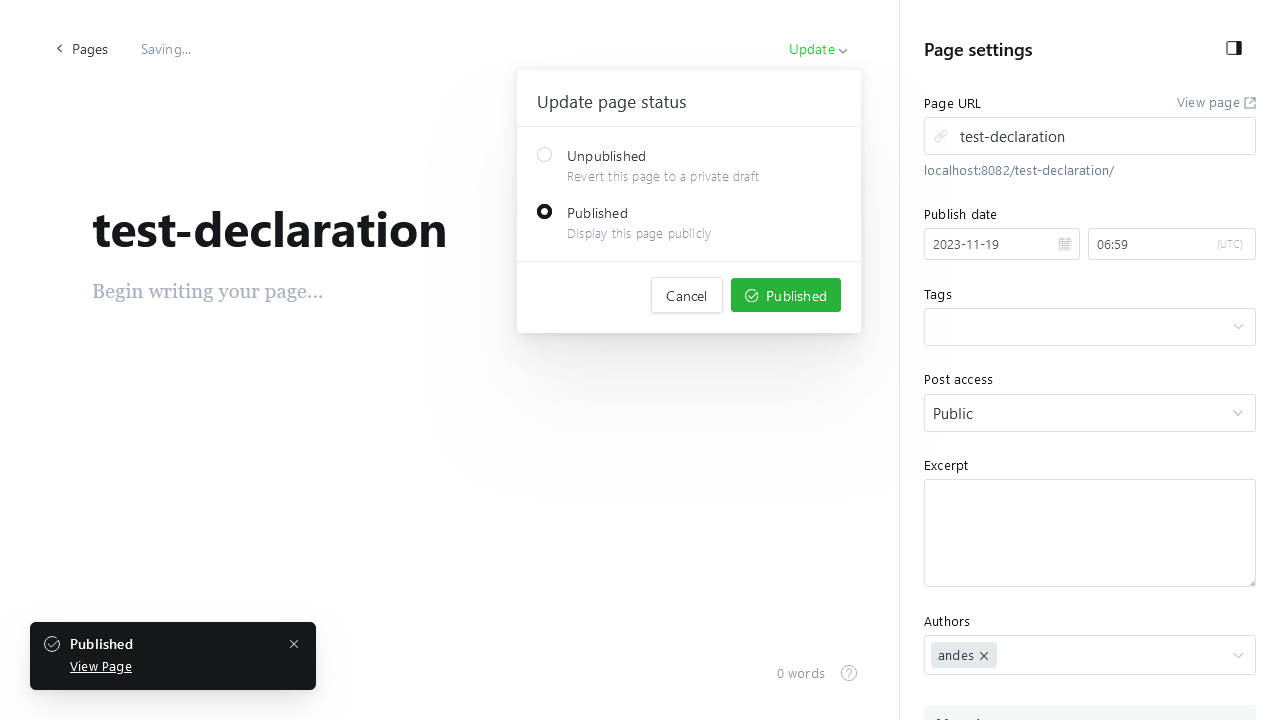 Pages
Saving...
Update
Update page status
Unpublished
Revert this page to a private draft
Published
Display this page publicly
Cancel
Published
test-declaration
Begin writing your page...
Published
View Page
0 words
Page settings
Page URL
View page
test-declaration
localhost:8082/test-declaration/
Publish date
2023-11-19
06:59
(UTC)
Tags
Post access
Public
Excerpt
Authors
andes